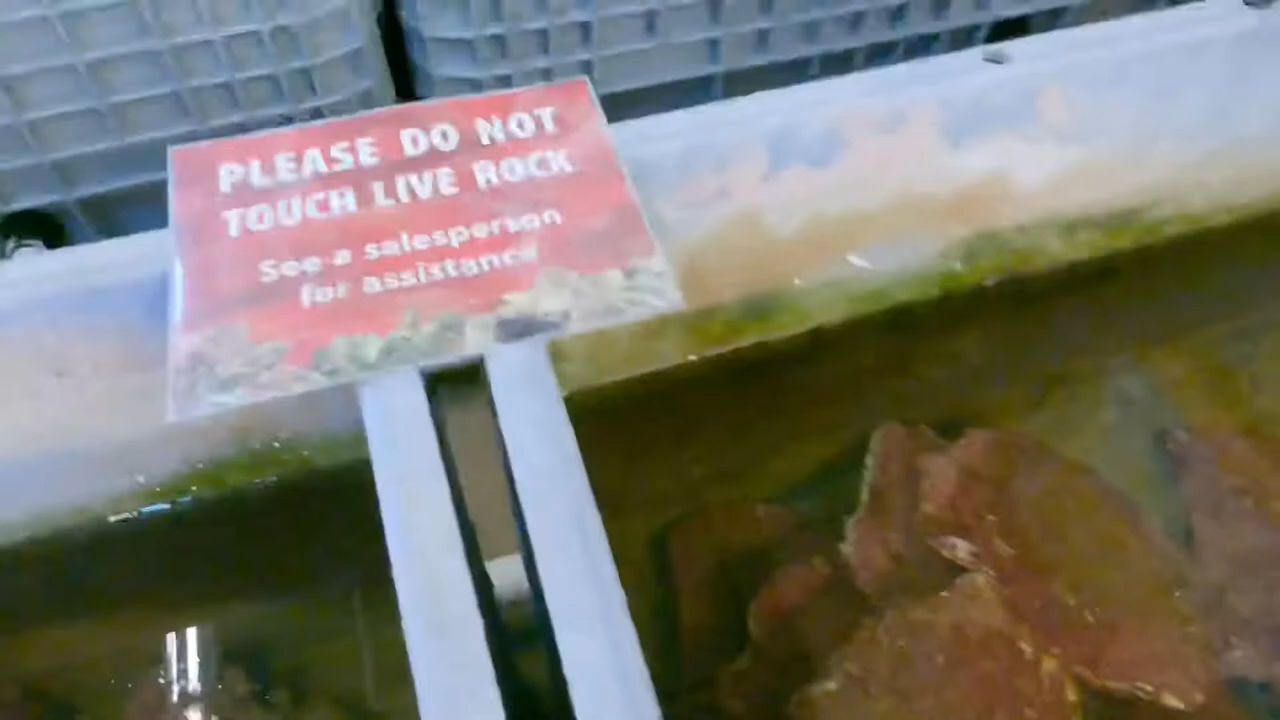 PLEASE DO NOT
TOUCH LIVE ROCK
See a salesperson
for assistance